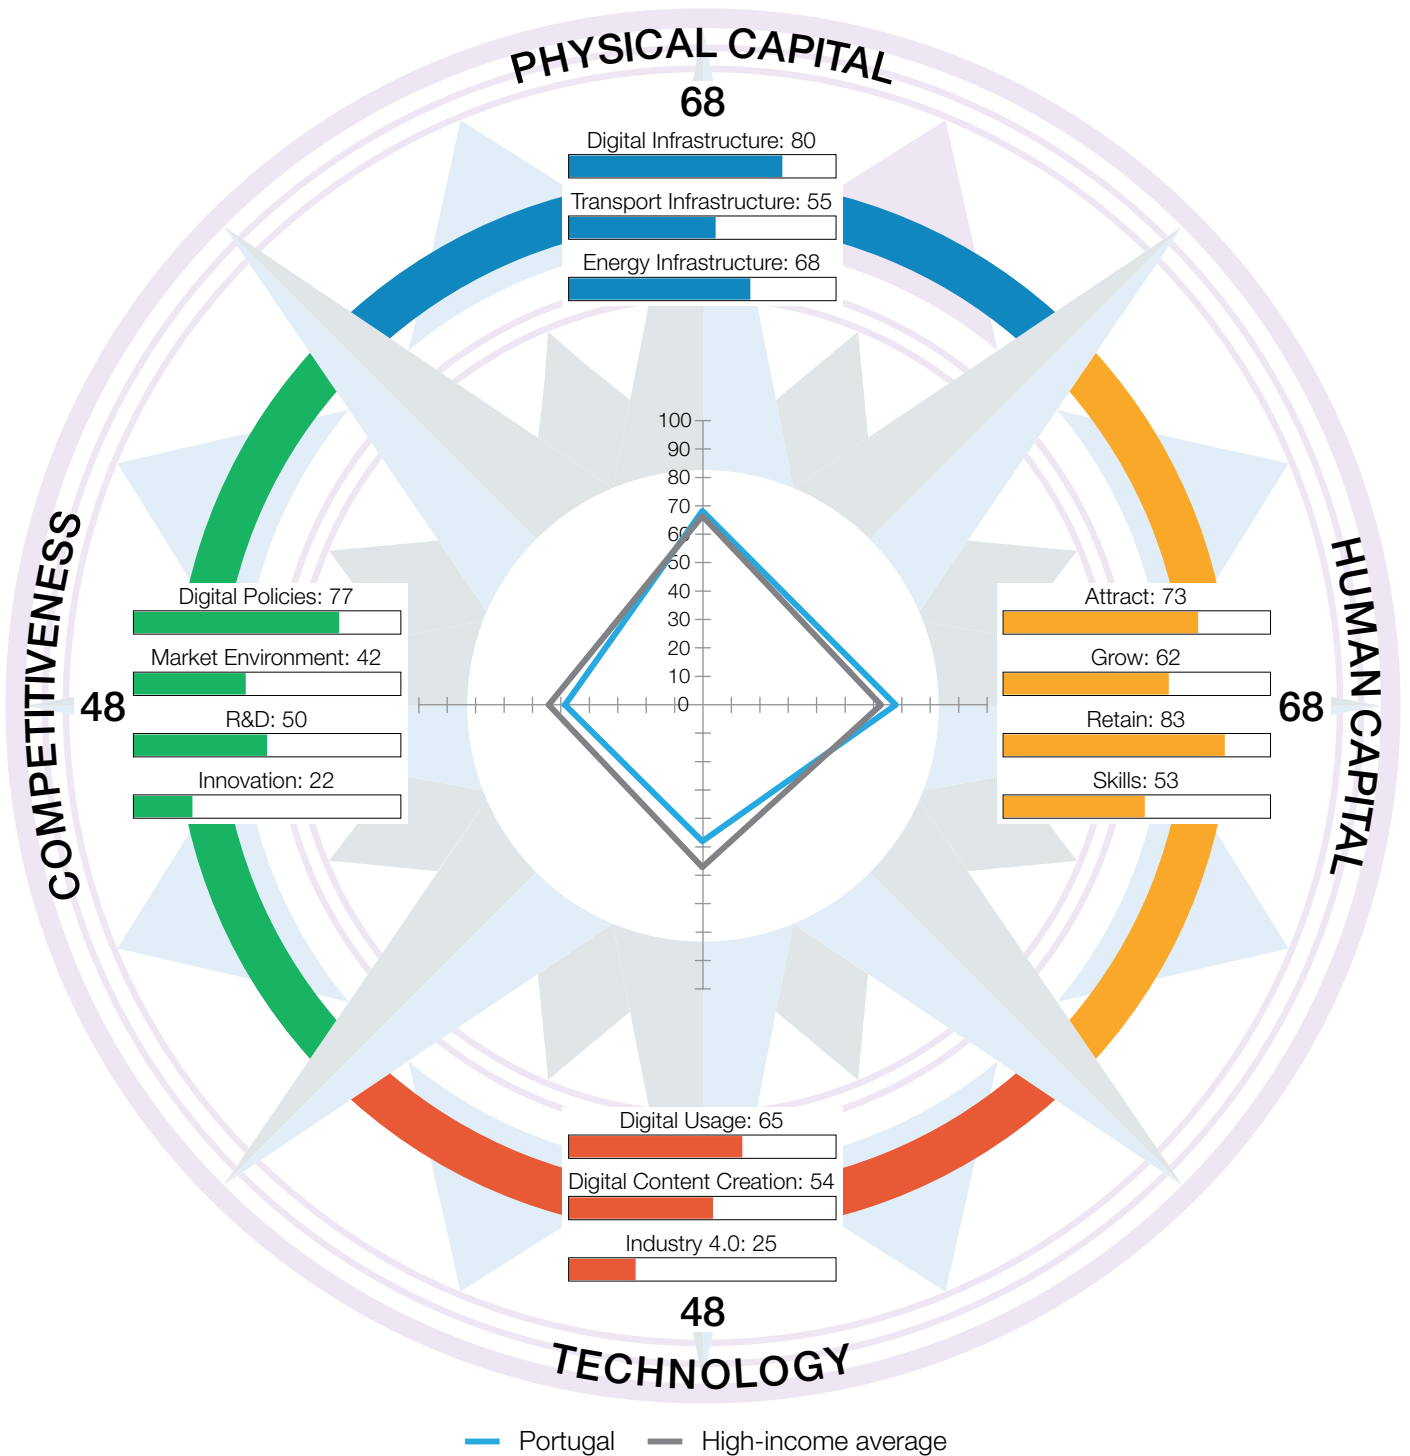 PHYSICAL CAPITAL
68
Digital Infrastructure: 80
Transport Infrastructure: 55
Energy Infrastructure: 68
100
90
80
70
60
50
40
30
20
10
0
COMPETITIVENESS
48
Digital Policies: 77
Market Environment: 42
R&D: 50
Innovation: 22
HUMAN CAPITAL
68
Attract: 73
Grow: 62
Retain: 83
Skills: 53
Digital Usage: 65
Digital Content Creation: 54
Industry 4.0: 25
48
TECHNOLOGY
Portugal
High-income average